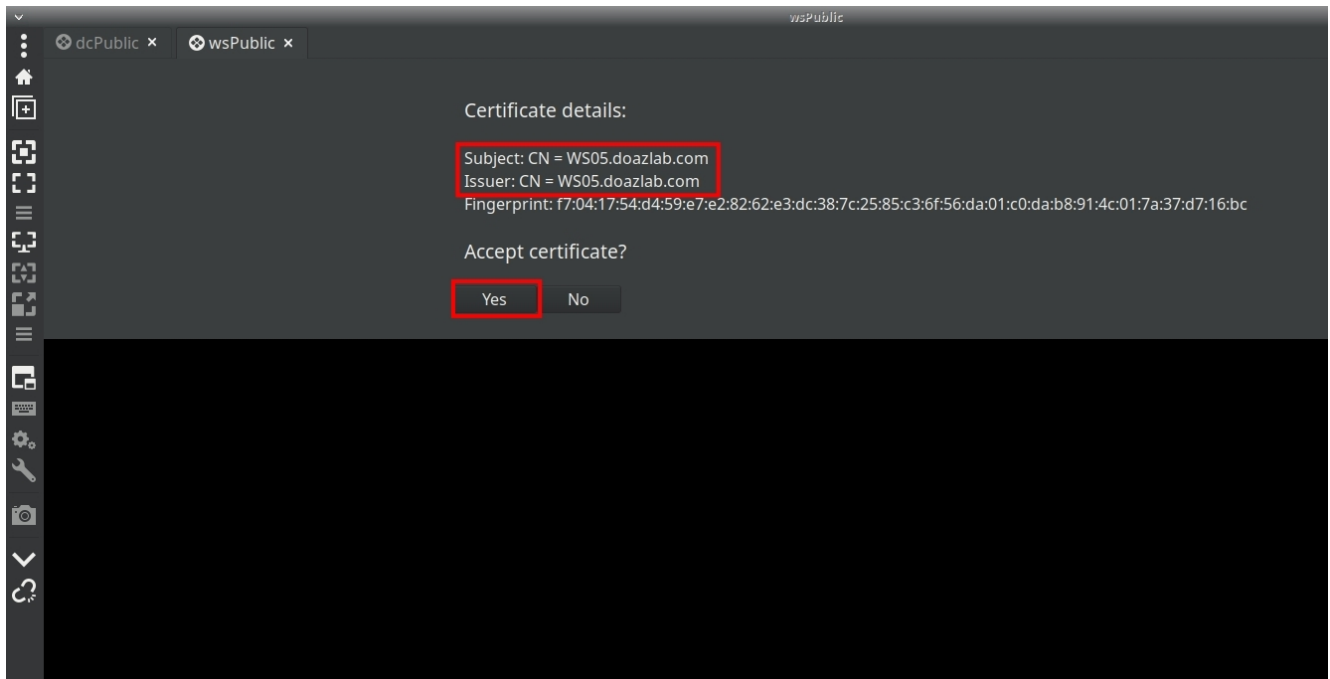 wsPublic
dcPublic × wsPublic ×
Certificate details:
Subject: CN = WS05.doazlab.com
Issuer: CN = WS05.doazlab.com
Fingerprint: f7:04:17:54:d4:59:e7:e2:82:62:e3:dc:38:7c:25:85:c3:6f:56:da:01:c0:da:b8:91:4c:01:7a:37:d7:16:bc
Accept certificate?
Yes No